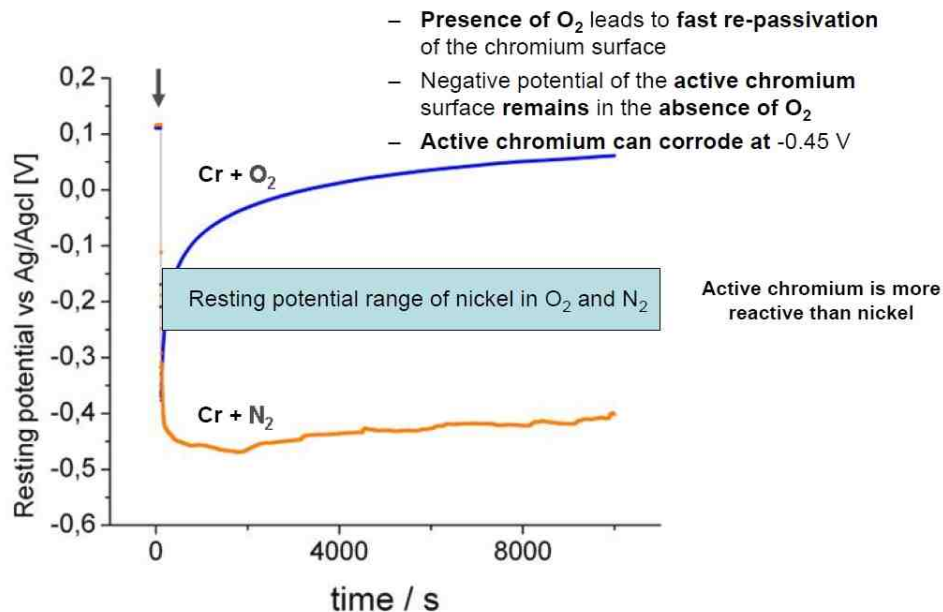 – Presence of O₂ leads to fast re-passivation
of the chromium surface
– Negative potential of the active chromium
surface remains in the absence of O₂
– Active chromium can corrode at -0.45 V
Resting potential vs Ag/Agcl [V]
0,2
0,1
0,0
-0,1
-0,2
-0,3
-0,4
-0,5
-0,6
Cr + O₂
Resting potential range of nickel in O₂ and N₂
Active chromium is more
reactive than nickel
Cr + N₂
0
4000
8000
time / s